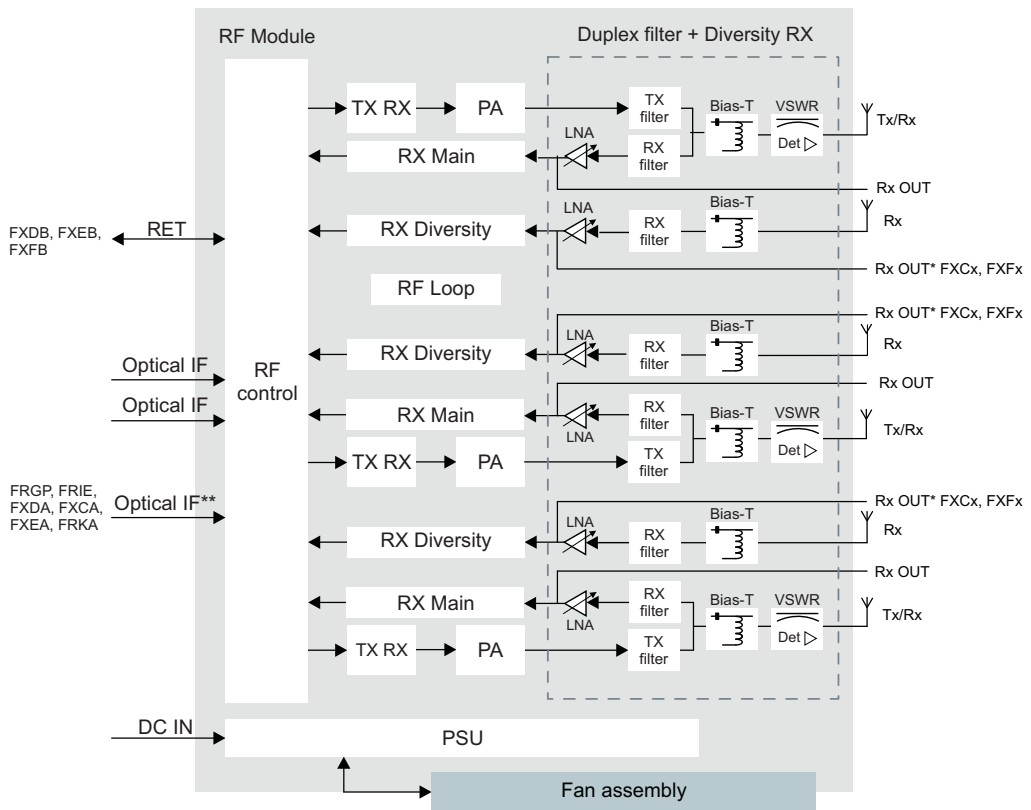 RF Module
Duplex filter + Diversity RX
TX RX
PA
TX
filter
Bias-T
VSWR
Det
Tx/Rx
LNA
RX Main
RX
filter
Rx OUT
FXDB, FXEB,
FXFB
RET
RX Diversity
LNA
RX
filter
Bias-T
Rx
Rx OUT* FXCx, FXFx
RF Loop
Rx OUT* FXCx, FXFx
RX Diversity
LNA
RX
filter
Bias-T
Rx
Optical IF
RF
control
Rx OUT
Optical IF
RX Main
LNA
RX
filter
Bias-T
VSWR
Det
Tx/Rx
TX RX
PA
TX
filter
FRGP, FRIE,
FXDA, FXCA,
FXEA, FRKA
Optical IF**
Rx OUT* FXCx, FXFx
RX Diversity
LNA
RX
filter
Bias-T
Rx
Rx OUT
RX Main
LNA
RX
filter
Bias-T
VSWR
Det
Tx/Rx
TX RX
PA
TX
filter
DC IN
PSU
Fan assembly